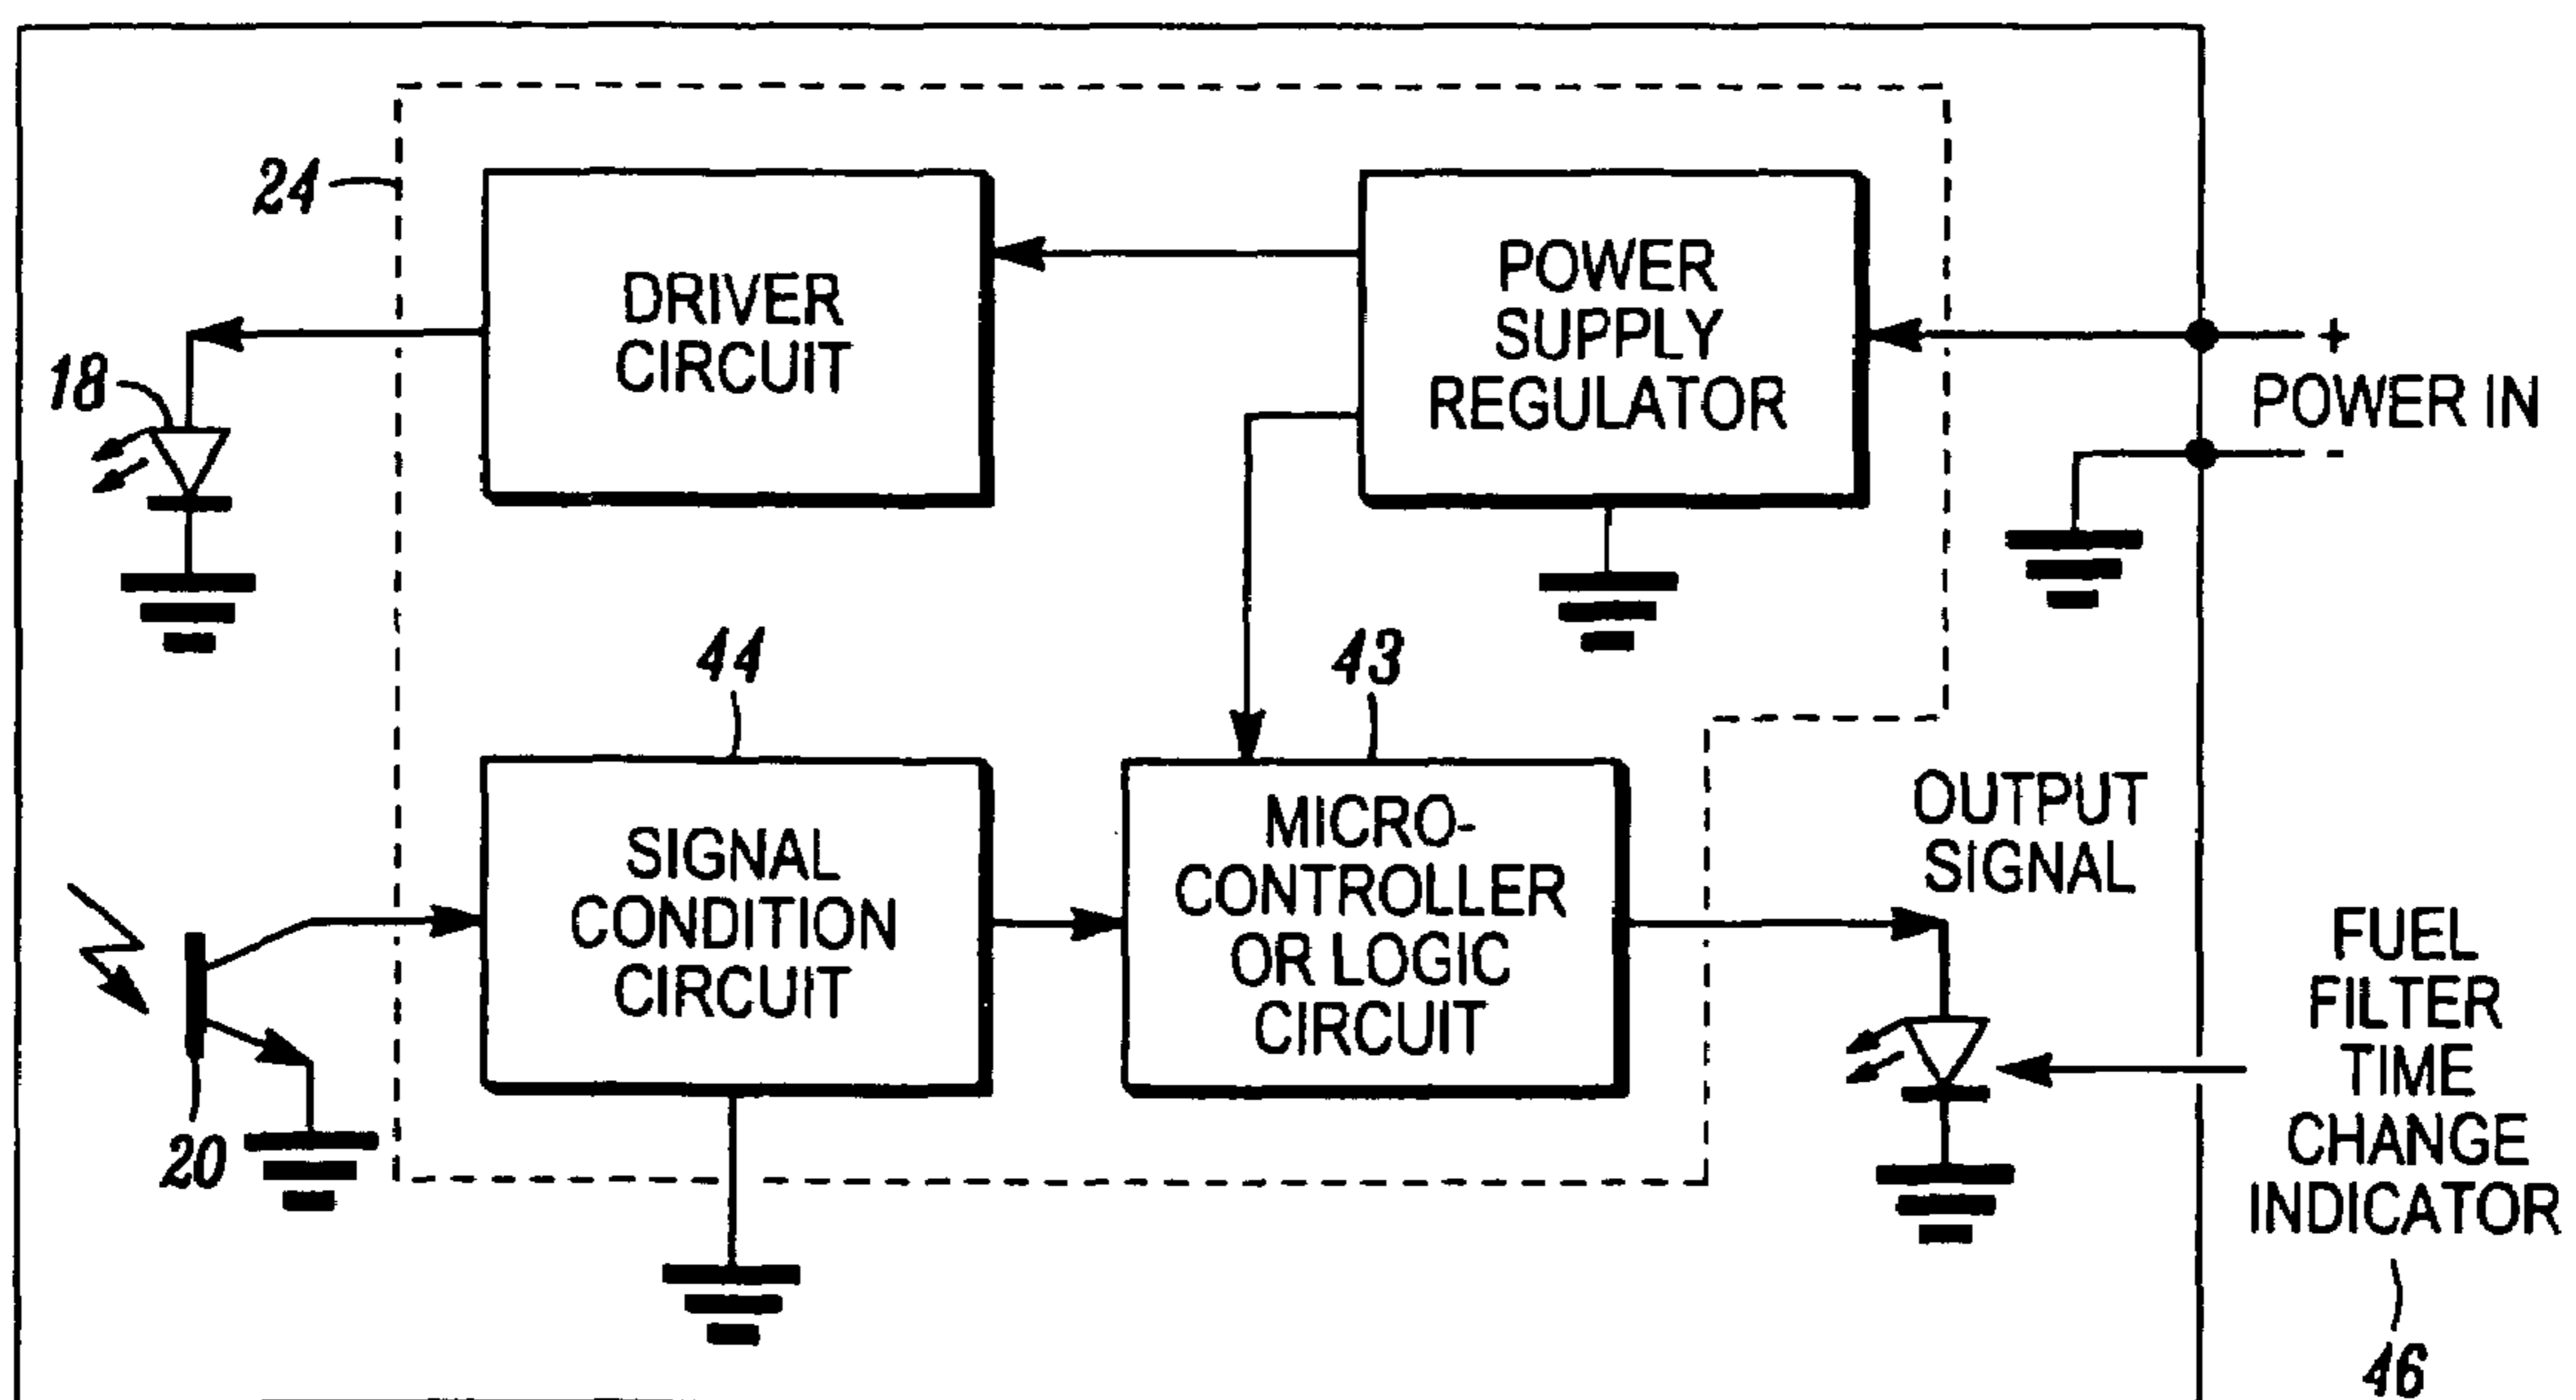 24
DRIVER
CIRCUIT
POWER
SUPPLY
REGULATOR
+
POWER IN
-
18
44
43
SIGNAL
CONDITION
CIRCUIT
MICRO-
CONTROLLER
OR LOGIC
CIRCUIT
OUTPUT
SIGNAL
FUEL
FILTER
TIME
CHANGE
INDICATOR
20
46